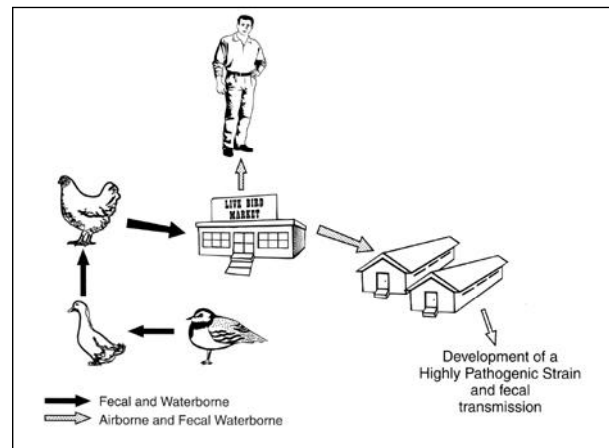 LIVE BIRD
MARKET
Development of a
Highly Pathogenic Strain
and fecal
transmission
Fecal and Waterborne
Airborne and Fecal Waterborne